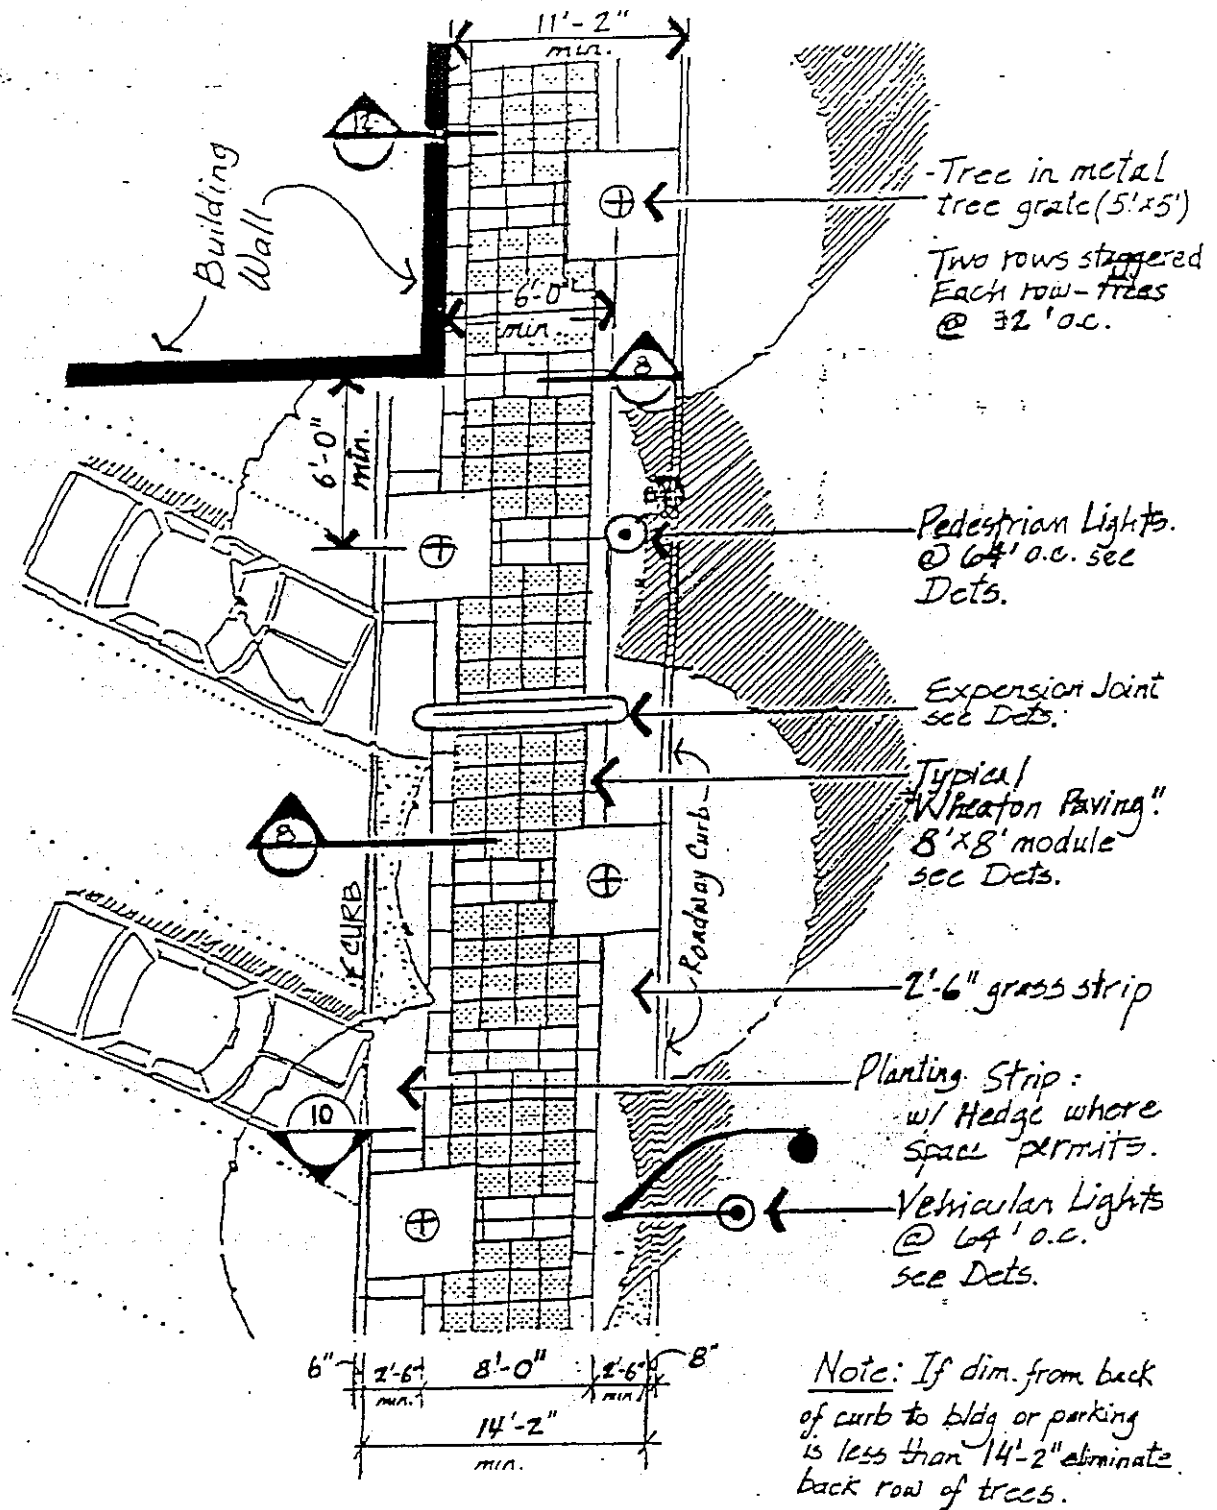 11'-2"
min.
12
Building
Wall
-Tree in metal
tree grate (5'x5')
Two rows staggered
Each row-trees
@ 32' o.c.
6'-0"
min.
8
6'-0"
min.
Pedestrian Lights.
@ 64' o.c. see
Dets.
Expension Joint
see Dets.
Typical
"Wheaton Paving".
8'x8' module
see Dets.
8
CURB
Roadway Curb
2'-6" grass strip
Planting Strip:
w/ Hedge where
space permits.
10
Vehicular Lights
@ 64' o.c.
see Dets.
6"
2'-6"
min.
8'-0"
2'-6"
min
8"
14'-2"
min.
Note: If dim. from back
of curb to bldg or parking
is less than 14'-2" eliminate
back row of trees.